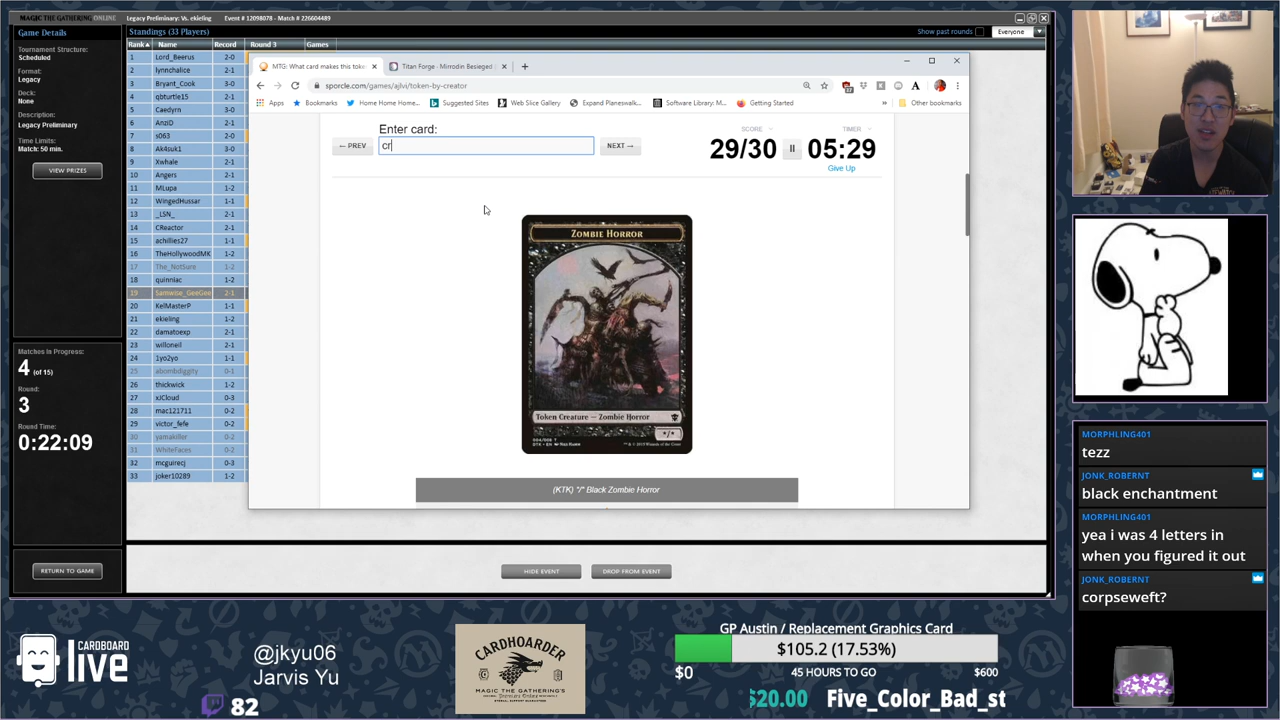 MAGIC THE GATHERING ONLINE
Legacy Preliminary: Vs. ekiefing Event # 12098078 - Match # 226604489
Game Details
Tournament Structure:
Scheduled
Format:
Legacy
Deck:
None
Description:
Legacy Preliminary
Time Limits:
Match: 50 min.
VIEW PRIZES
Matches In Progress:
4 (of 15)
Round:
3
Round Time:
0:22:09
RETURN TO GAME
Standings (33 Players)
Show past rounds
Everyone
Rank Name Record Round 3 Games
1 Lord_Beerus 2-0
2 lynnchalice 2-1
3 Bryant_Cook 3-0
4 qbturtle15 2-1
5 Caedyrn 3-0
6 AnziD 2-1
7 s063 2-0
8 Ak4suk1 3-0
9 Xwhale 2-1
10 Angers 2-1
11 MLupa 1-2
12 WingedHussar 1-1
13 _LSN_ 2-1
14 CReactor 2-1
15 achillies27 1-1
16 TheHollywoodMK 1-2
17 The_NotSure 1-2
18 quinniac 1-2
19 Samwise_GeeGee 2-1
20 KelMasterP 1-1
21 ekieling 1-2
22 damatoexp 2-1
23 willoneil 2-1
24 1yo2yo 1-1
25 abombdiggity 0-1
26 thickwick 1-2
27 xJCloud 0-3
28 mac121711 0-2
29 victor_fefe 0-2
30 yamakiller 0-2
31 WhiteFaces 0-2
32 mcguirecj 0-3
33 joker10289 1-2
MTG: What card makes this toke
Titan Forge - Mirrodin Besieged
sporcle.com/games/ajlvi/token-by-creator
Apps Bookmarks Home Home Home... Suggested Sites Web Slice Gallery Expand Planeswalk... Software Library: M... Getting Started » Other bookmarks
Enter card:
← PREV
cr
NEXT →
SCORE
29/30
TIMER
05:29
Give Up
ZOMBIE HORROR
Token Creature — Zombie Horror
*/*
(KTK) */* Black Zombie Horror
HIDE EVENT
DROP FROM EVENT
MORPHLING401
tezz
JONK_ROBERNT
black enchantment
MORPHLING401
yea i was 4 letters in
when you figured it out
JONK_ROBERNT
corpseweft?
CARDBOARD
live
@jkyu06
Jarvis Yu
82
CARDHOARDER
MAGIC THE GATHERING'S
GP Austin / Replacement Graphics Card
$105.2 (17.53%)
$0
45 HOURS TO GO
$600
$20.00 Five_Color_Bad_st